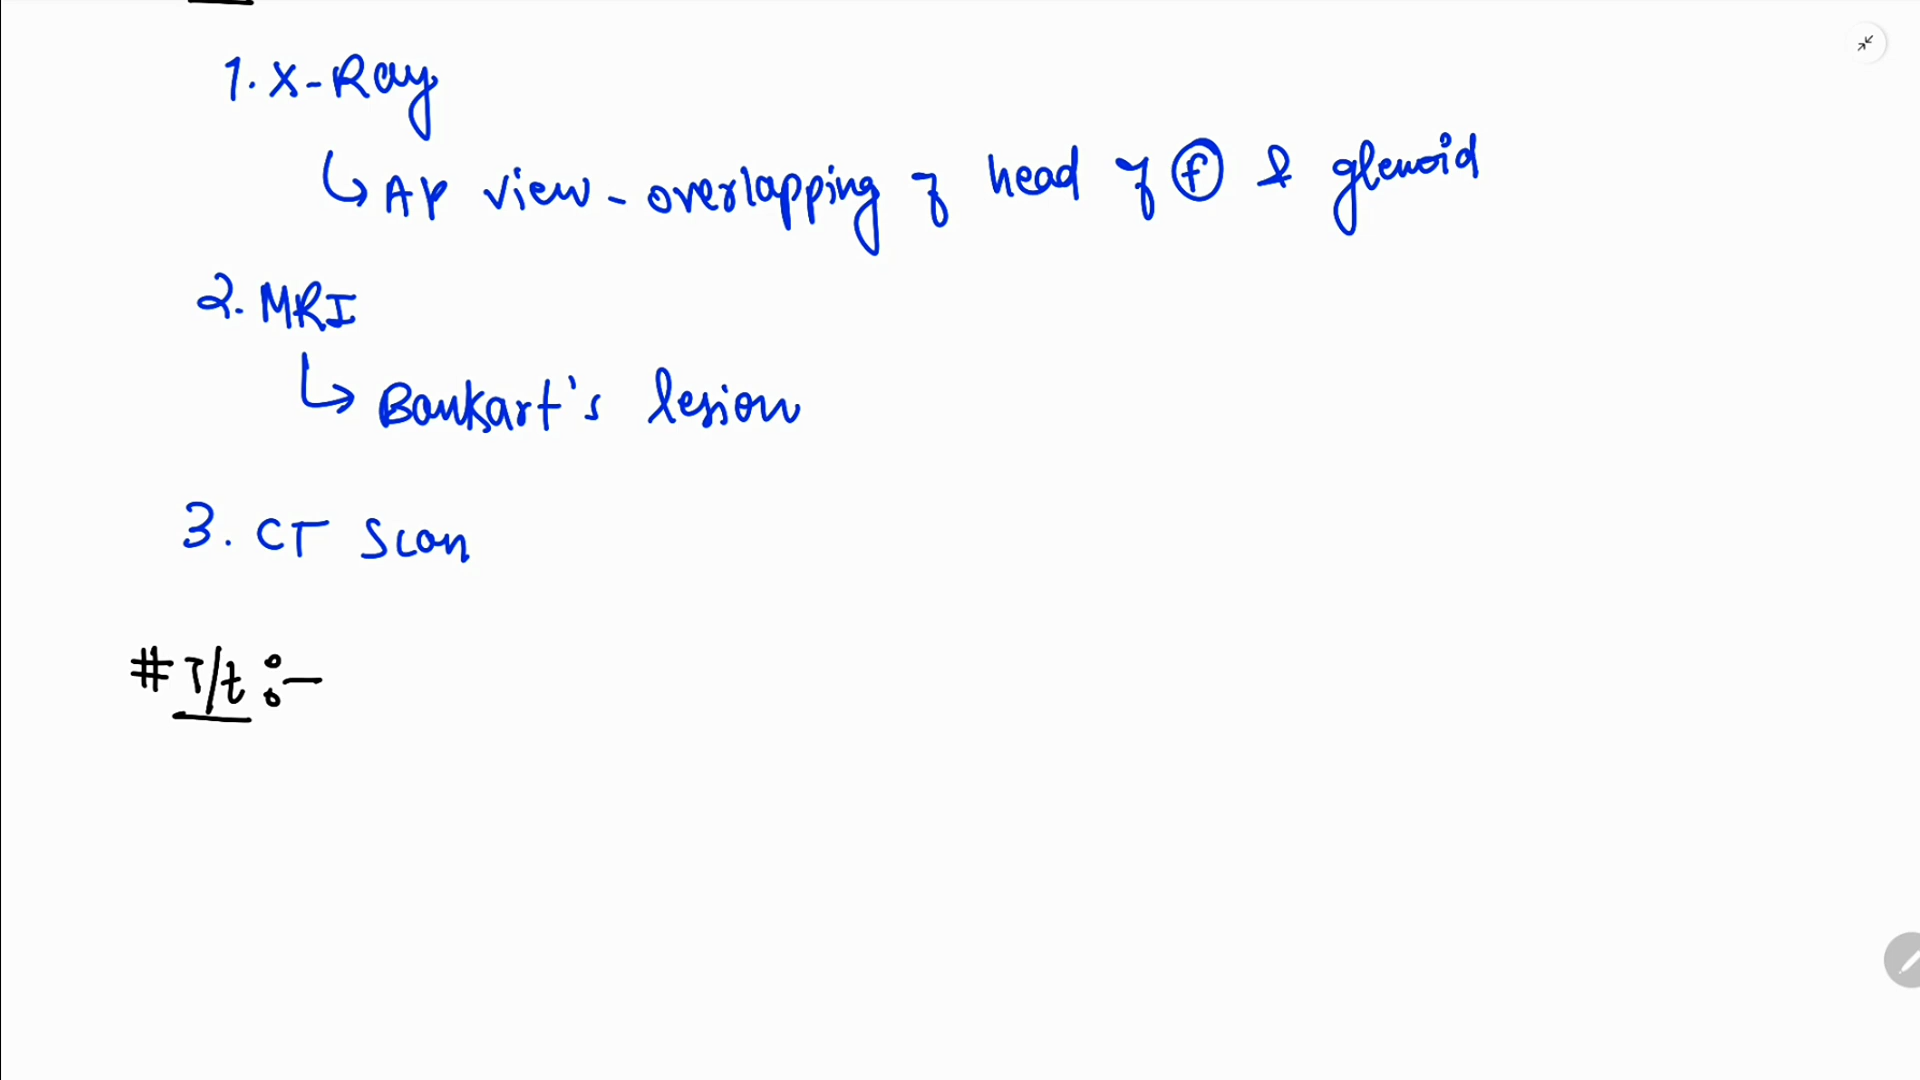 1. X-Ray
↳ AP view - overlapping of head of Ⓕ & glenoid
2. MRI
↳ Bankart's lesion
3. CT Scan
# T/t :-